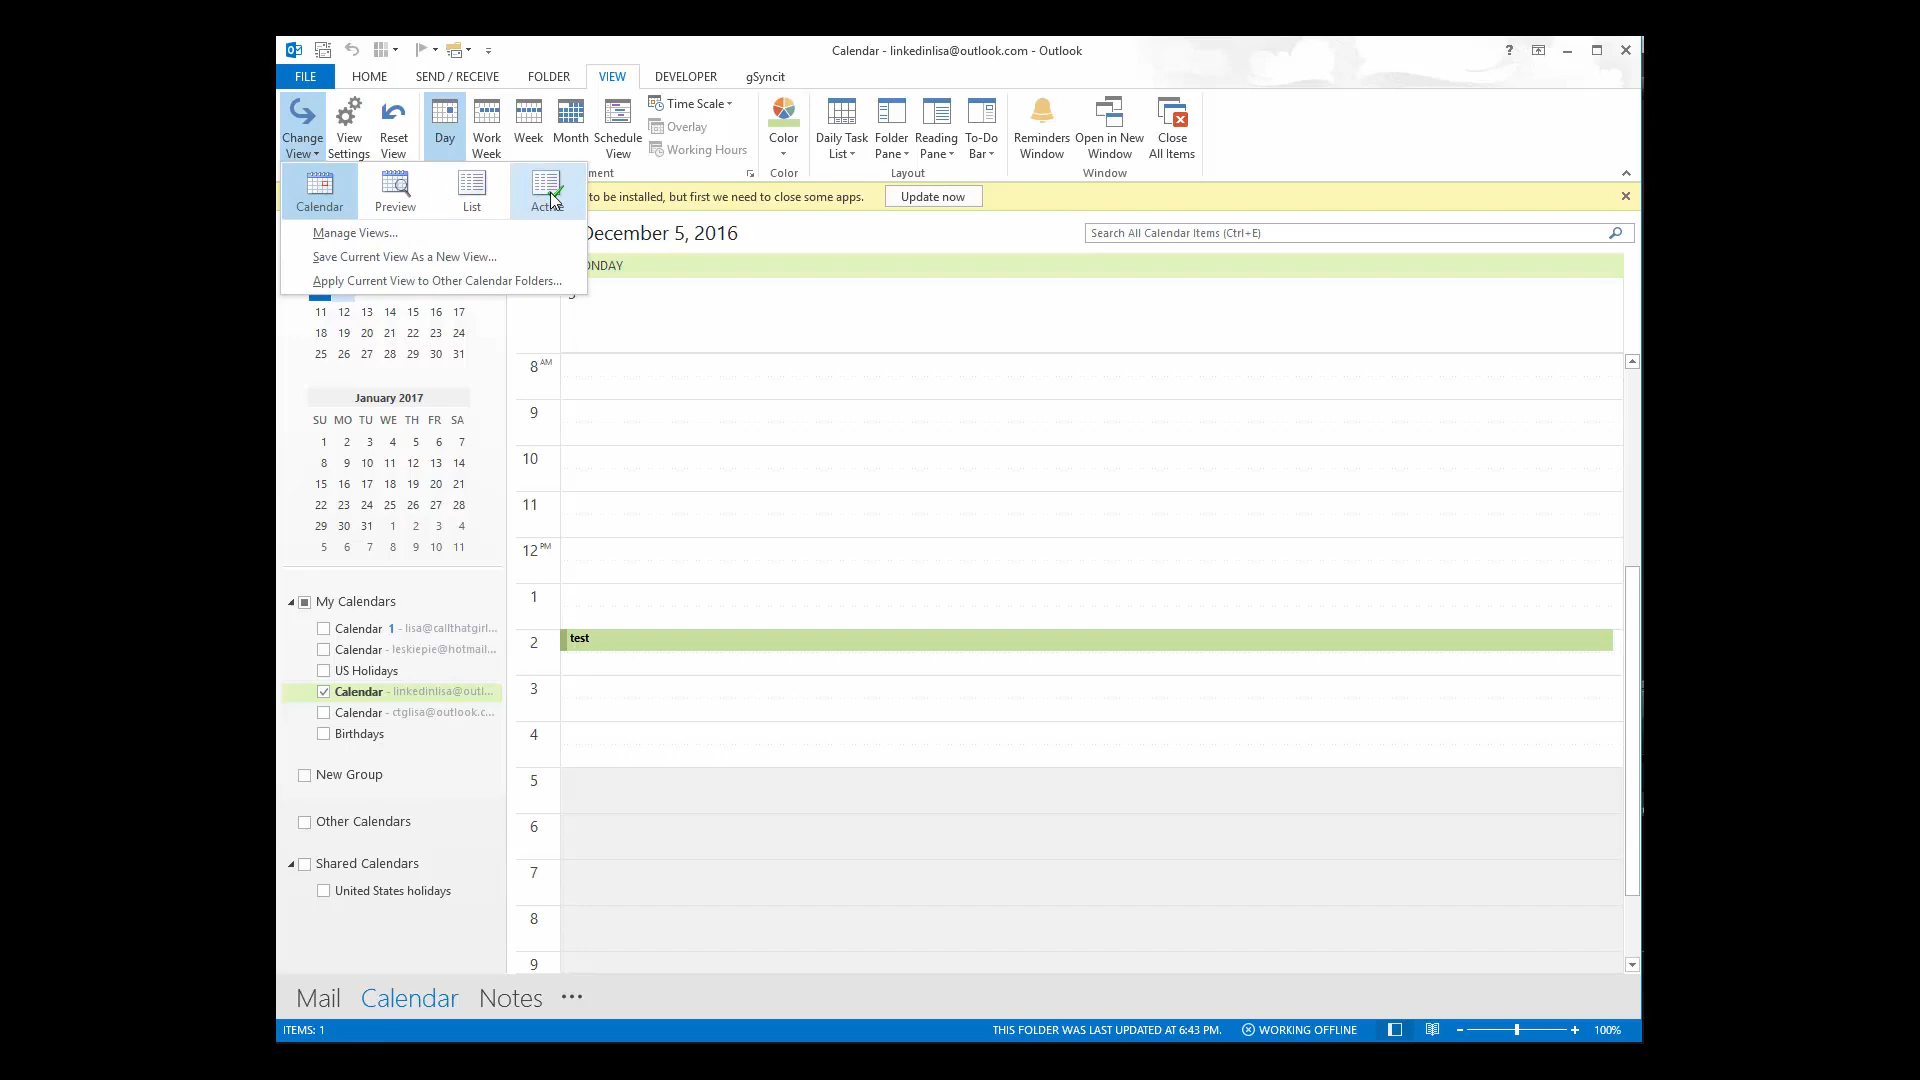 Calendar - linkedinlisa@outlook.com - Outlook
?
FILE HOME SEND / RECEIVE FOLDER VIEW DEVELOPER gSyncit
Change View
View Settings
Reset View
Day
Work Week
Week
Month
Schedule View
Time Scale
Overlay
Working Hours
Color
Daily Task List
Folder Pane
Reading Pane
To-Do Bar
Reminders Window
Open in New Window
Close All Items
ment
Color
Layout
Window
Calendar Preview List
Manage Views...
Save Current View As a New View...
Apply Current View to Other Calendar Folders...
to be installed, but first we need to close some apps.
Update now
December 5, 2016
Search All Calendar Items (Ctrl+E)
ONDAY
11 12 13 14 15 16 17
18 19 20 21 22 23 24
25 26 27 28 29 30 31
January 2017
SU MO TU WE TH FR SA
1 2 3 4 5 6 7
8 9 10 11 12 13 14
15 16 17 18 19 20 21
22 23 24 25 26 27 28
29 30 31 1 2 3 4
5 6 7 8 9 10 11
My Calendars
Calendar 1 - lisa@callthatgirl...
Calendar - leskiepie@hotmail...
US Holidays
Calendar - linkedinlisa@outl...
Calendar - ctglisa@outlook.c...
Birthdays
New Group
Other Calendars
Shared Calendars
United States holidays
8 AM
9
10
11
12 PM
1
2 test
3
4
5
6
7
8
9
Mail Calendar Notes ...
ITEMS: 1
THIS FOLDER WAS LAST UPDATED AT 6:43 PM.
WORKING OFFLINE
100%